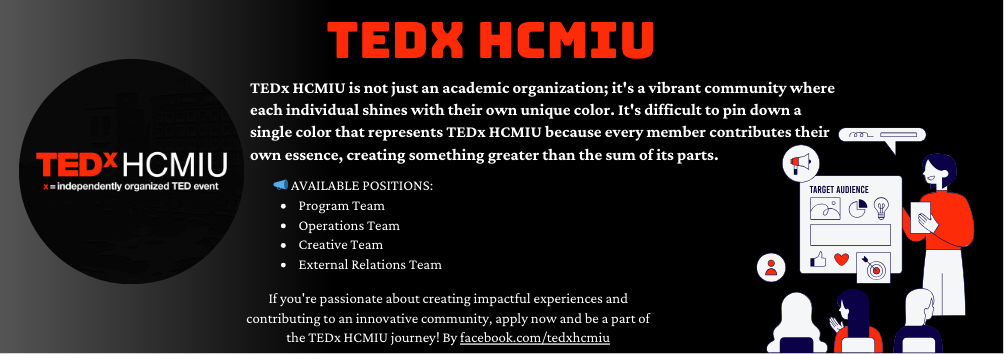 TEDX HCMIU
TEDx HCMIU is not just an academic organization; it's a vibrant community where
each individual shines with their own unique color. It's difficult to pin down a
single color that represents TEDx HCMIU because every member contributes their
own essence, creating something greater than the sum of its parts.
TEDx HCMIU
x = independently organized TED event
📢 AVAILABLE POSITIONS:
• Program Team
• Operations Team
• Creative Team
• External Relations Team
If you're passionate about creating impactful experiences and
contributing to an innovative community, apply now and be a part of
the TEDx HCMIU journey! By facebook.com/tedxhcmiu
TARGET AUDIENCE